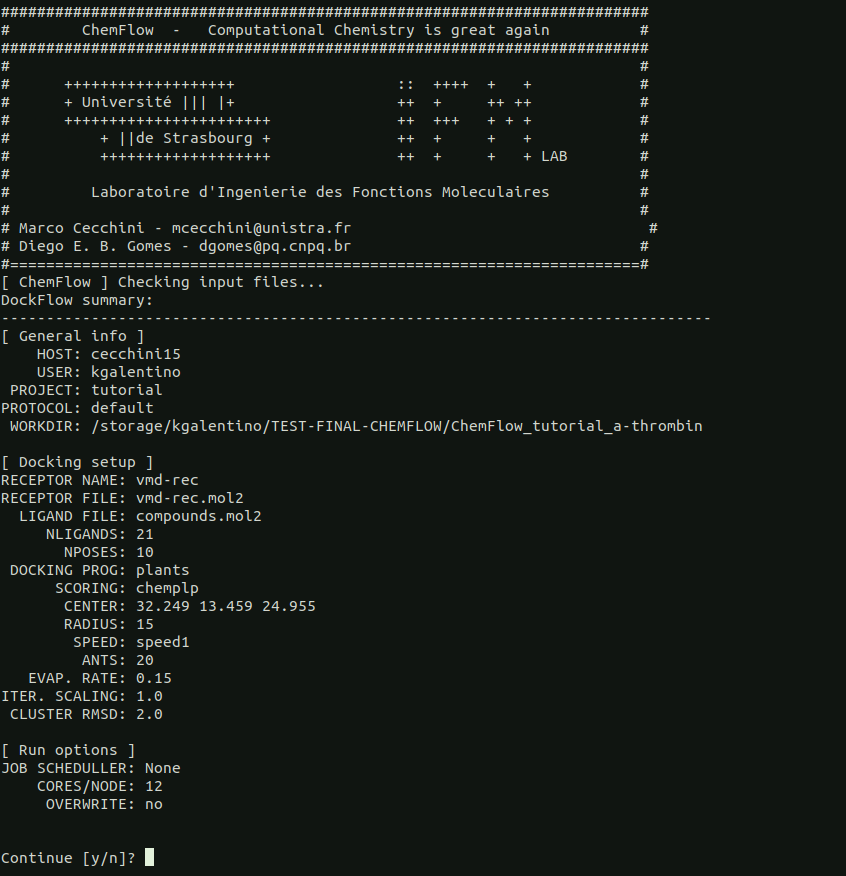 ########################################################################
#        ChemFlow  -   Computational Chemistry is great again          #
########################################################################
#                                                                      #
#      +++++++++++++++++++                  ::  ++++  +   +            #
#      + Université ||| |+                  ++  +     ++ ++            #
#      +++++++++++++++++++++++              ++  +++   + + +            #
#          + ||de Strasbourg +              ++  +     +   +            #
#          +++++++++++++++++++              ++  +     +   + LAB        #
#                                                                      #
#         Laboratoire d'Ingenierie des Fonctions Moleculaires          #
#                                                                      #
# Marco Cecchini - mcecchini@unistra.fr                                 #
# Diego E. B. Gomes - dgomes@pq.cnpq.br                                #
#======================================================================#
[ ChemFlow ] Checking input files...
DockFlow summary:
-------------------------------------------------------------------------------
[ General info ]
    HOST: cecchini15
    USER: kgalentino
 PROJECT: tutorial
PROTOCOL: default
 WORKDIR: /storage/kgalentino/TEST-FINAL-CHEMFLOW/ChemFlow_tutorial_a-thrombin

[ Docking setup ]
RECEPTOR NAME: vmd-rec
RECEPTOR FILE: vmd-rec.mol2
  LIGAND FILE: compounds.mol2
     NLIGANDS: 21
       NPOSES: 10
 DOCKING PROG: plants
      SCORING: chemplp
       CENTER: 32.249 13.459 24.955
       RADIUS: 15
        SPEED: speed1
         ANTS: 20
   EVAP. RATE: 0.15
ITER. SCALING: 1.0
 CLUSTER RMSD: 2.0

[ Run options ]
JOB SCHEDULLER: None
    CORES/NODE: 12
     OVERWRITE: no

Continue [y/n]?